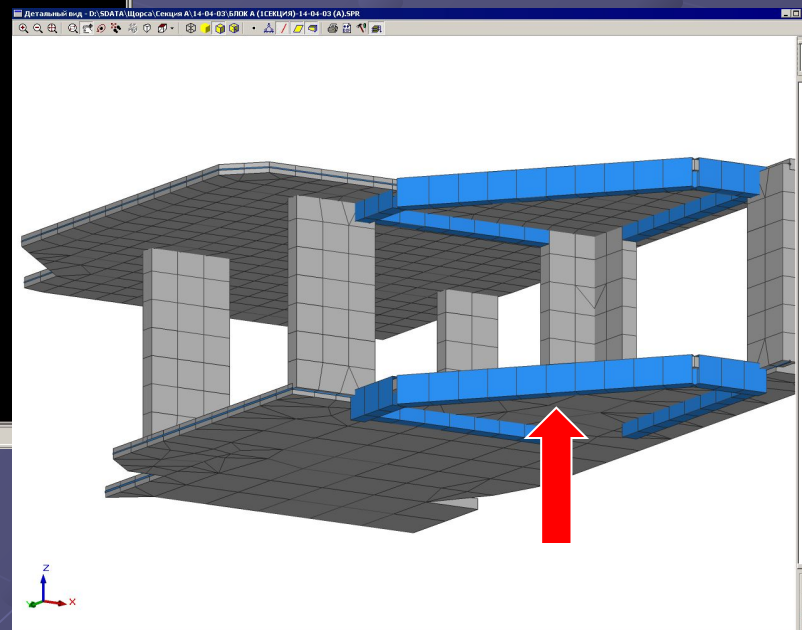 Детальный вид - D:\SDATA\Щорса\Секция А\14-04-03\БЛОК А (1СЕКЦИЯ)-14-04-03 (А).SPR
Z
Y
X